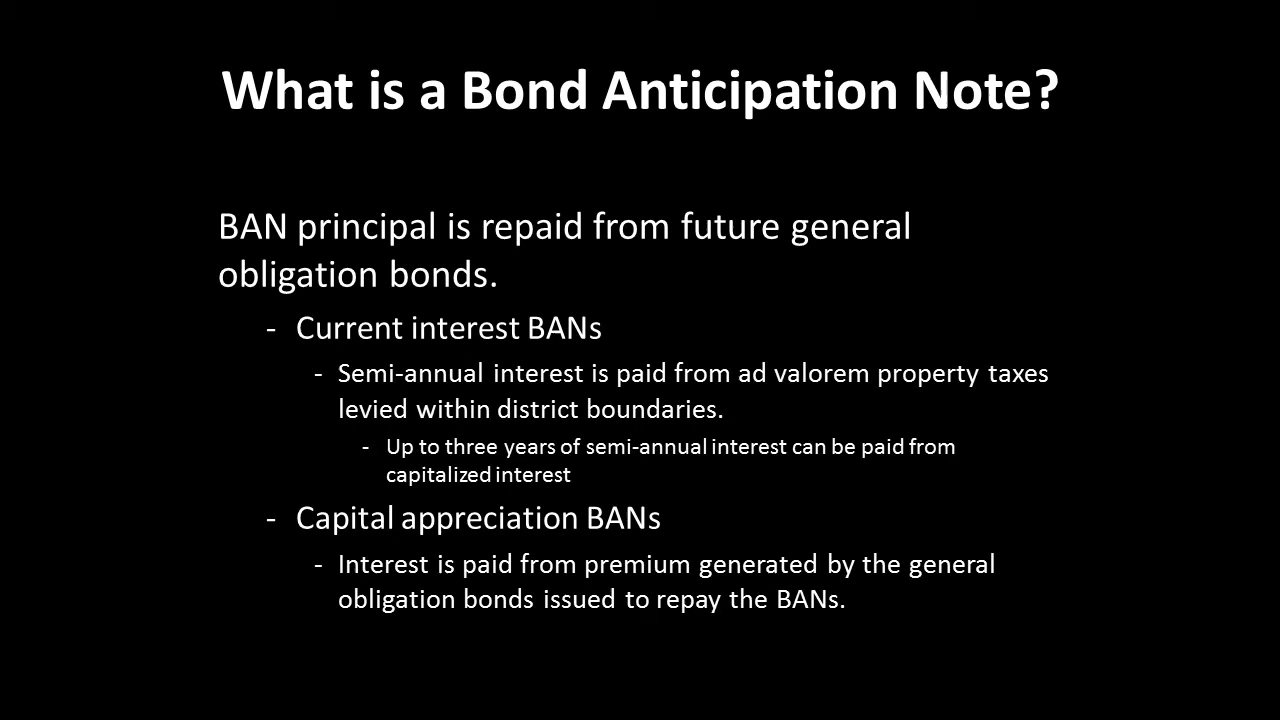 What is a Bond Anticipation Note?
BAN principal is repaid from future general
obligation bonds.
- Current interest BANs
- Semi-annual interest is paid from ad valorem property taxes
levied within district boundaries.
- Up to three years of semi-annual interest can be paid from
capitalized interest
- Capital appreciation BANs
- Interest is paid from premium generated by the general
obligation bonds issued to repay the BANs.